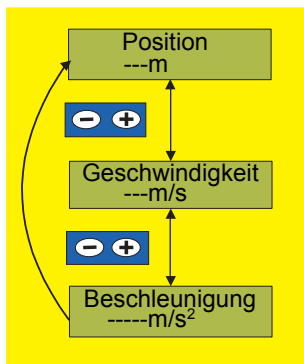 Position
---m
− +
Geschwindigkeit
---m/s
− +
Beschleunigung
-----m/s²